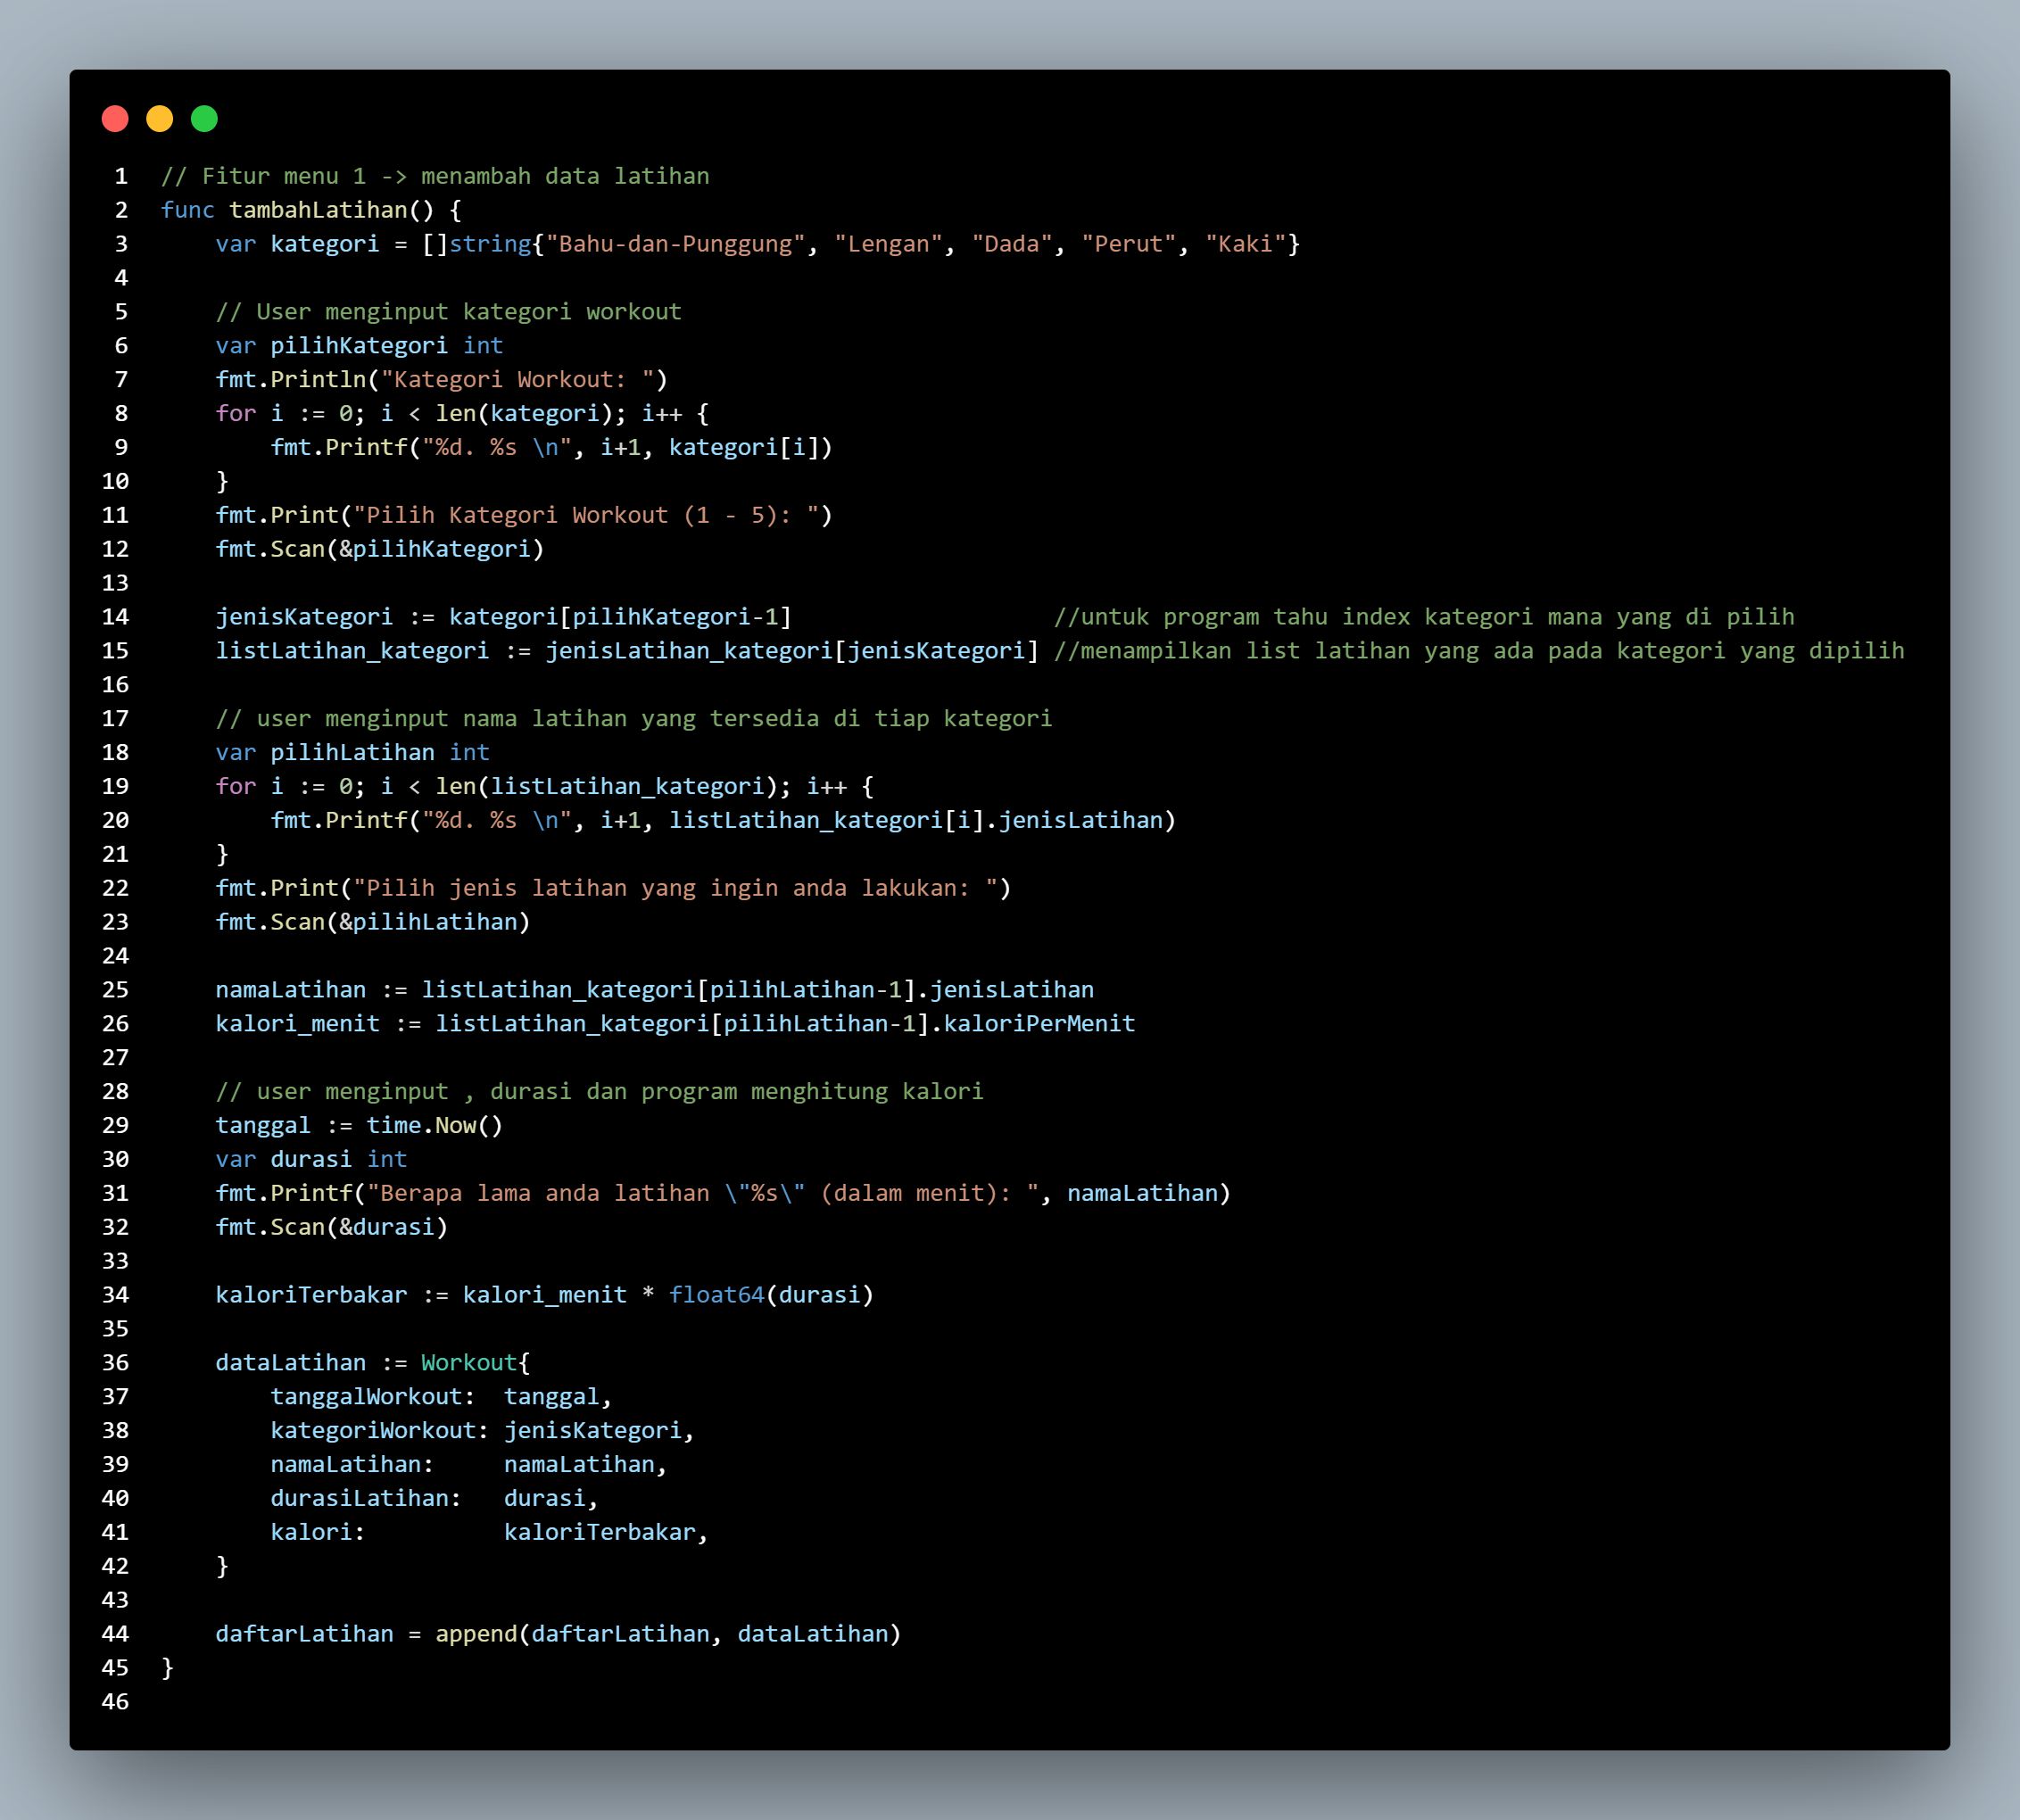 1 // Fitur menu 1 -> menambah data latihan
2 func tambahLatihan() {
3     var kategori = []string{"Bahu-dan-Punggung", "Lengan", "Dada", "Perut", "Kaki"}
4
5     // User menginput kategori workout
6     var pilihKategori int
7     fmt.Println("Kategori Workout: ")
8     for i := 0; i < len(kategori); i++ {
9         fmt.Printf("%d. %s \n", i+1, kategori[i])
10     }
11     fmt.Print("Pilih Kategori Workout (1 - 5): ")
12     fmt.Scan(&pilihKategori)
13
14     jenisKategori := kategori[pilihKategori-1]                   //untuk program tahu index kategori mana yang di pilih
15     listLatihan_kategori := jenisLatihan_kategori[jenisKategori] //menampilkan list latihan yang ada pada kategori yang dipilih
16
17     // user menginput nama latihan yang tersedia di tiap kategori
18     var pilihLatihan int
19     for i := 0; i < len(listLatihan_kategori); i++ {
20         fmt.Printf("%d. %s \n", i+1, listLatihan_kategori[i].jenisLatihan)
21     }
22     fmt.Print("Pilih jenis latihan yang ingin anda lakukan: ")
23     fmt.Scan(&pilihLatihan)
24
25     namaLatihan := listLatihan_kategori[pilihLatihan-1].jenisLatihan
26     kalori_menit := listLatihan_kategori[pilihLatihan-1].kaloriPerMenit
27
28     // user menginput , durasi dan program menghitung kalori
29     tanggal := time.Now()
30     var durasi int
31     fmt.Printf("Berapa lama anda latihan \"%s\" (dalam menit): ", namaLatihan)
32     fmt.Scan(&durasi)
33
34     kaloriTerbakar := kalori_menit * float64(durasi)
35
36     dataLatihan := Workout{
37         tanggalWorkout:  tanggal,
38         kategoriWorkout: jenisKategori,
39         namaLatihan:     namaLatihan,
40         durasiLatihan:   durasi,
41         kalori:          kaloriTerbakar,
42     }
43
44     daftarLatihan = append(daftarLatihan, dataLatihan)
45 }
46